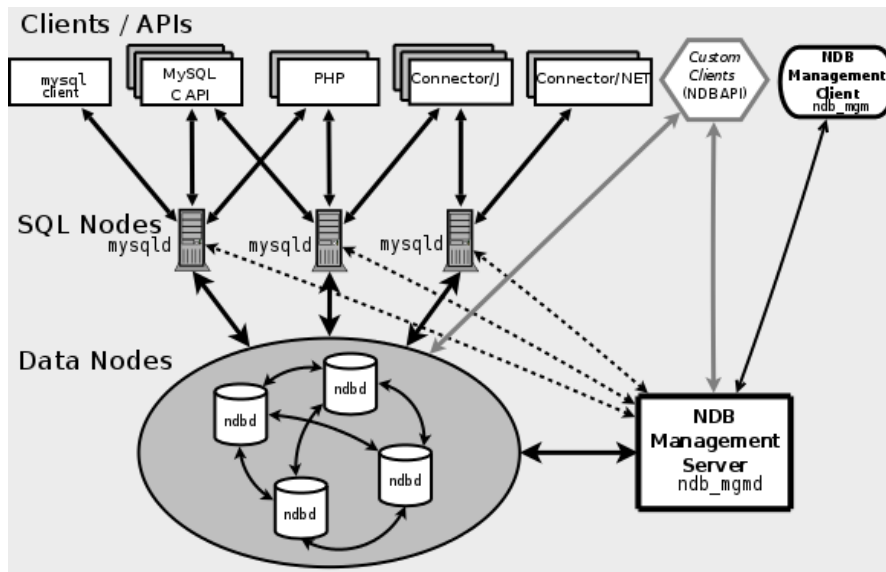 Clients / APIs
mysql
client
MySQL
C API
PHP
Connector/J
Connector/NET
Custom
Clients
(NDBAPI)
NDB
Management
Client
ndb_mgm
SQL Nodes
mysqld
mysqld
mysqld
Data Nodes
ndbd
ndbd
ndbd
ndbd
NDB
Management
Server
ndb_mgmd